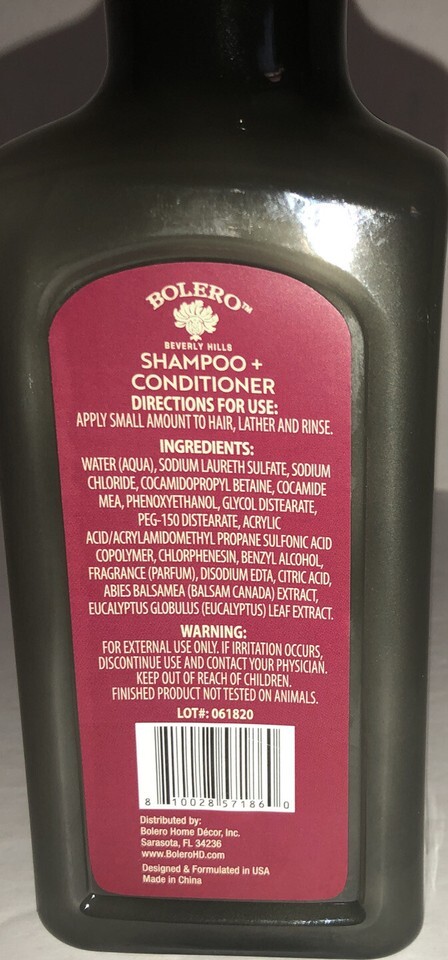 BOLERO™
BEVERLY HILLS
SHAMPOO +
CONDITIONER
DIRECTIONS FOR USE:
APPLY SMALL AMOUNT TO HAIR, LATHER AND RINSE.
INGREDIENTS:
WATER (AQUA), SODIUM LAURETH SULFATE, SODIUM
CHLORIDE, COCAMIDOPROPYL BETAINE, COCAMIDE
MEA, PHENOXYETHANOL, GLYCOL DISTEARATE,
PEG-150 DISTEARATE, ACRYLIC
ACID/ACRYLAMIDOMETHYL PROPANE SULFONIC ACID
COPOLYMER, CHLORPHENESIN, BENZYL ALCOHOL,
FRAGRANCE (PARFUM), DISODIUM EDTA, CITRIC ACID,
ABIES BALSAMEA (BALSAM CANADA) EXTRACT,
EUCALYPTUS GLOBULUS (EUCALYPTUS) LEAF EXTRACT.
WARNING:
FOR EXTERNAL USE ONLY. IF IRRITATION OCCURS,
DISCONTINUE USE AND CONTACT YOUR PHYSICIAN.
KEEP OUT OF REACH OF CHILDREN.
FINISHED PRODUCT NOT TESTED ON ANIMALS.
LOT#: 061820
8 10028 57186 0
Distributed by:
Bolero Home Décor, Inc.
Sarasota, FL 34236
www.BoleroHD.com
Designed & Formulated in USA
Made in China